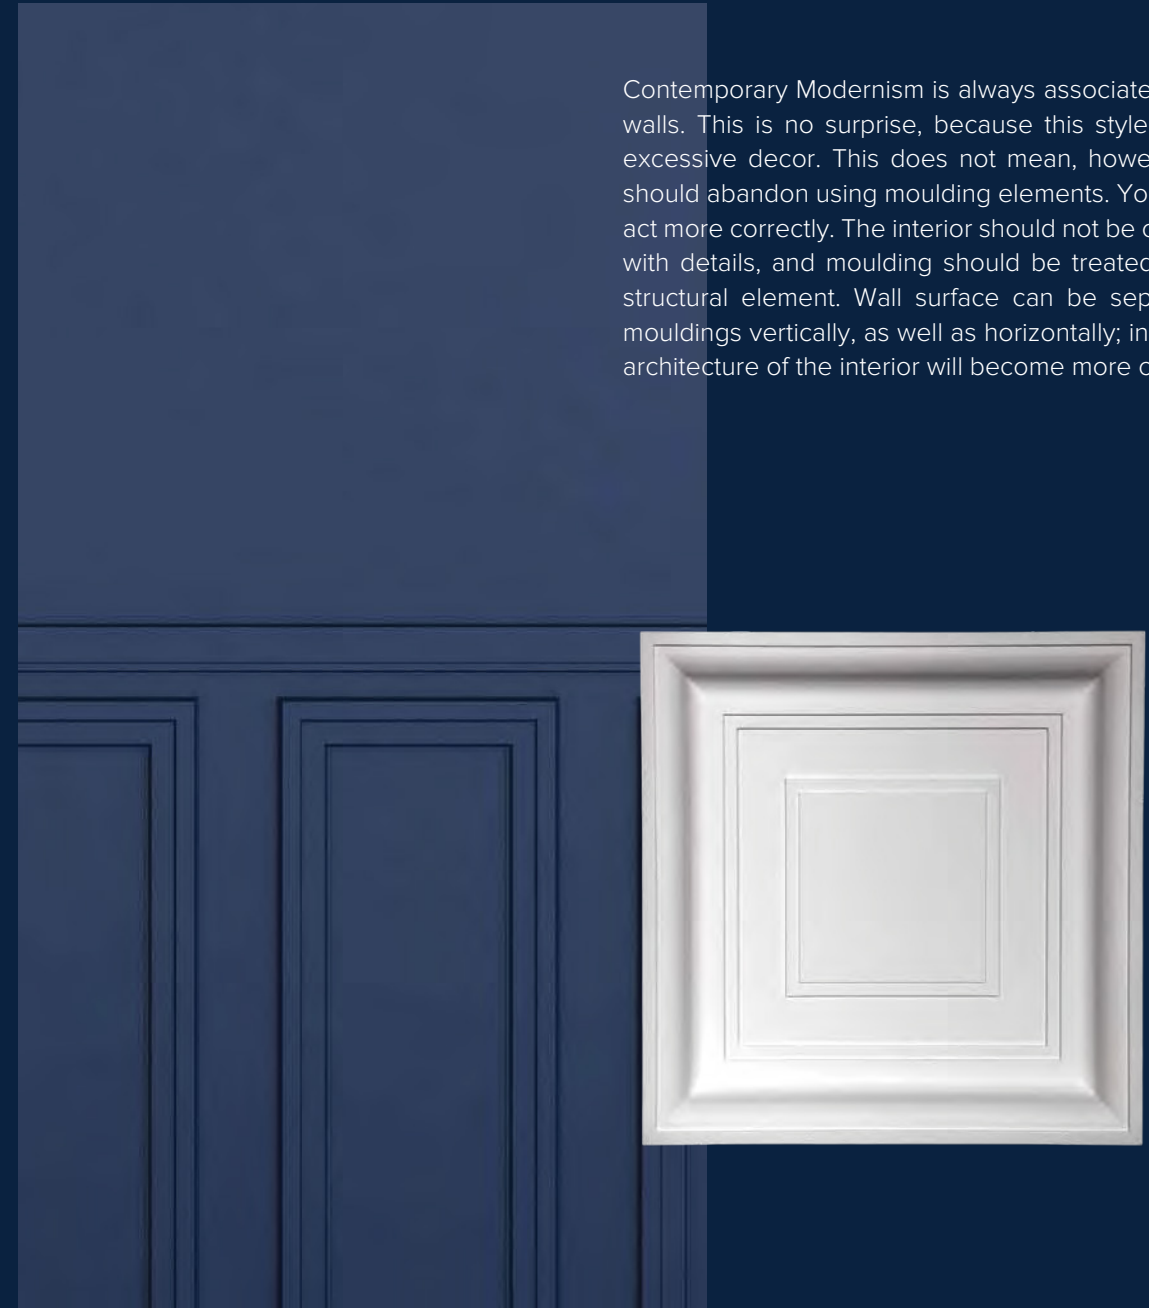 Contemporary Modernism is always associate
walls. This is no surprise, because this style
excessive decor. This does not mean, howe
should abandon using moulding elements. Yo
act more correctly. The interior should not be o
with details, and moulding should be treated
structural element. Wall surface can be sep
mouldings vertically, as well as horizontally; in
architecture of the interior will become more c